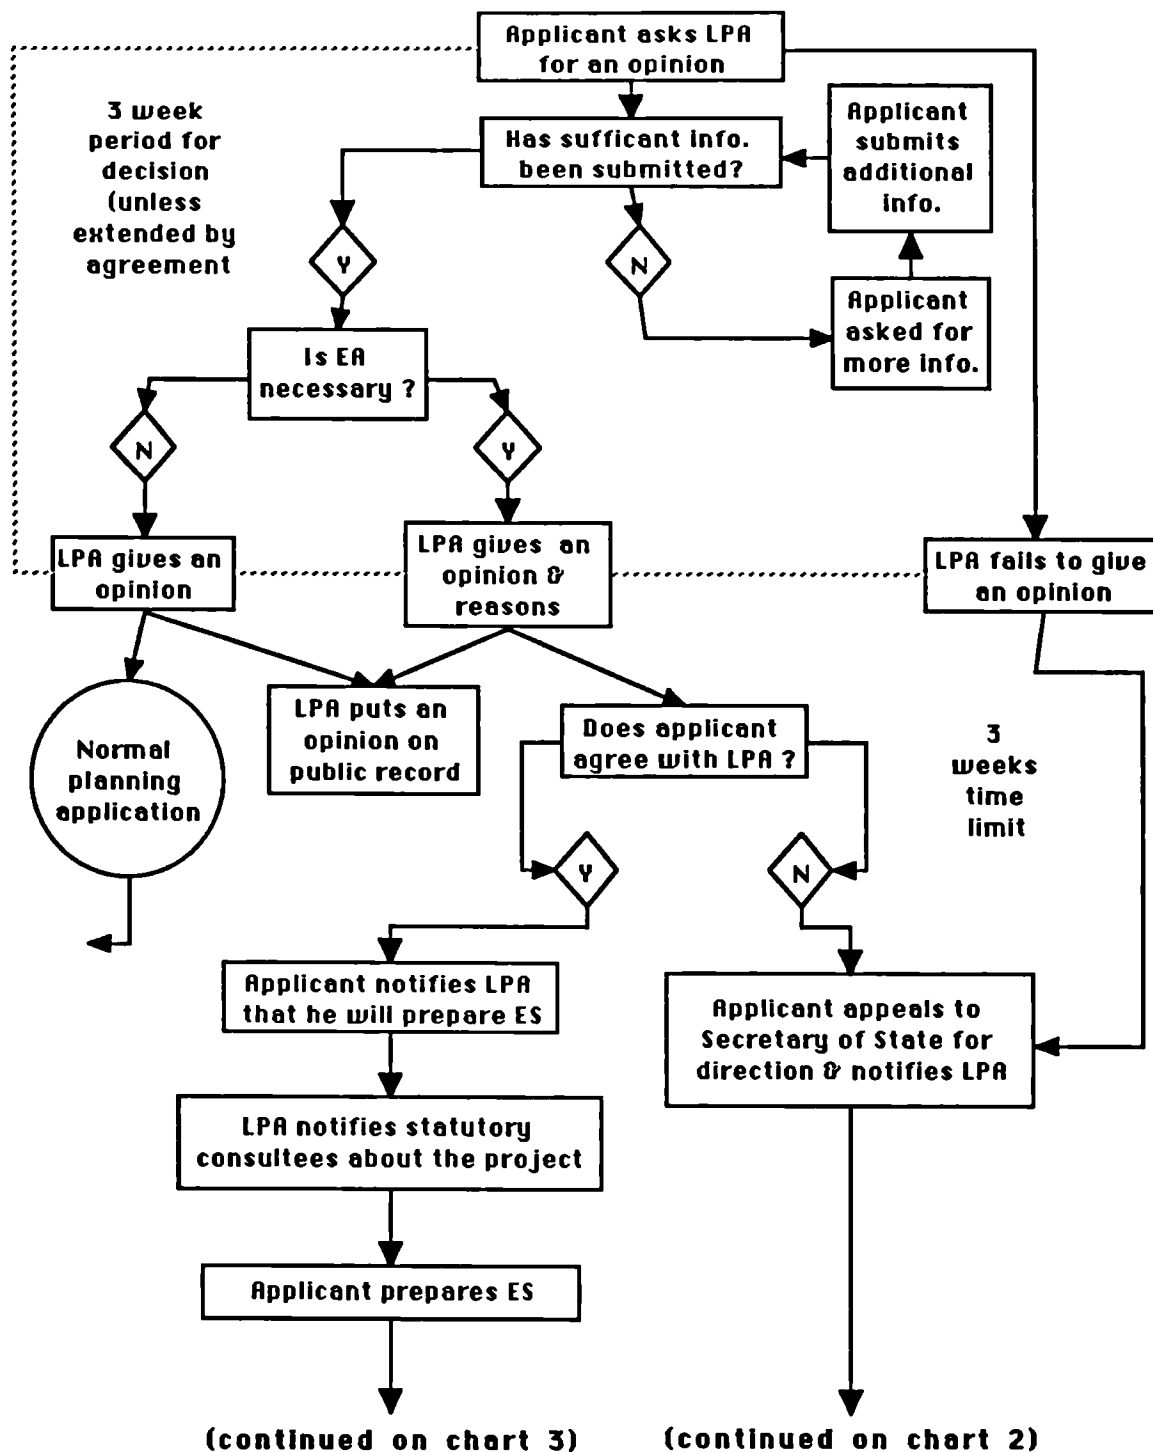 Applicant asks LPA
for an opinion
3 week
period for
decision
(unless
extended by
agreement
Has sufficant info.
been submitted?
Applicant
submits
additional
info.
Y
N
Applicant
asked for
more info.
Is EA
necessary ?
N
Y
LPA gives an
opinion
LPA gives an
opinion &
reasons
LPA fails to give
an opinion
Normal
planning
application
LPA puts an
opinion on
public record
Does applicant
agree with LPA ?
3
weeks
time
limit
Y
N
Applicant notifies LPA
that he will prepare ES
Applicant appeals to
Secretary of State for
direction & notifies LPA
LPA notifies statutory
consultees about the project
Applicant prepares ES
(continued on chart 3)
(continued on chart 2)